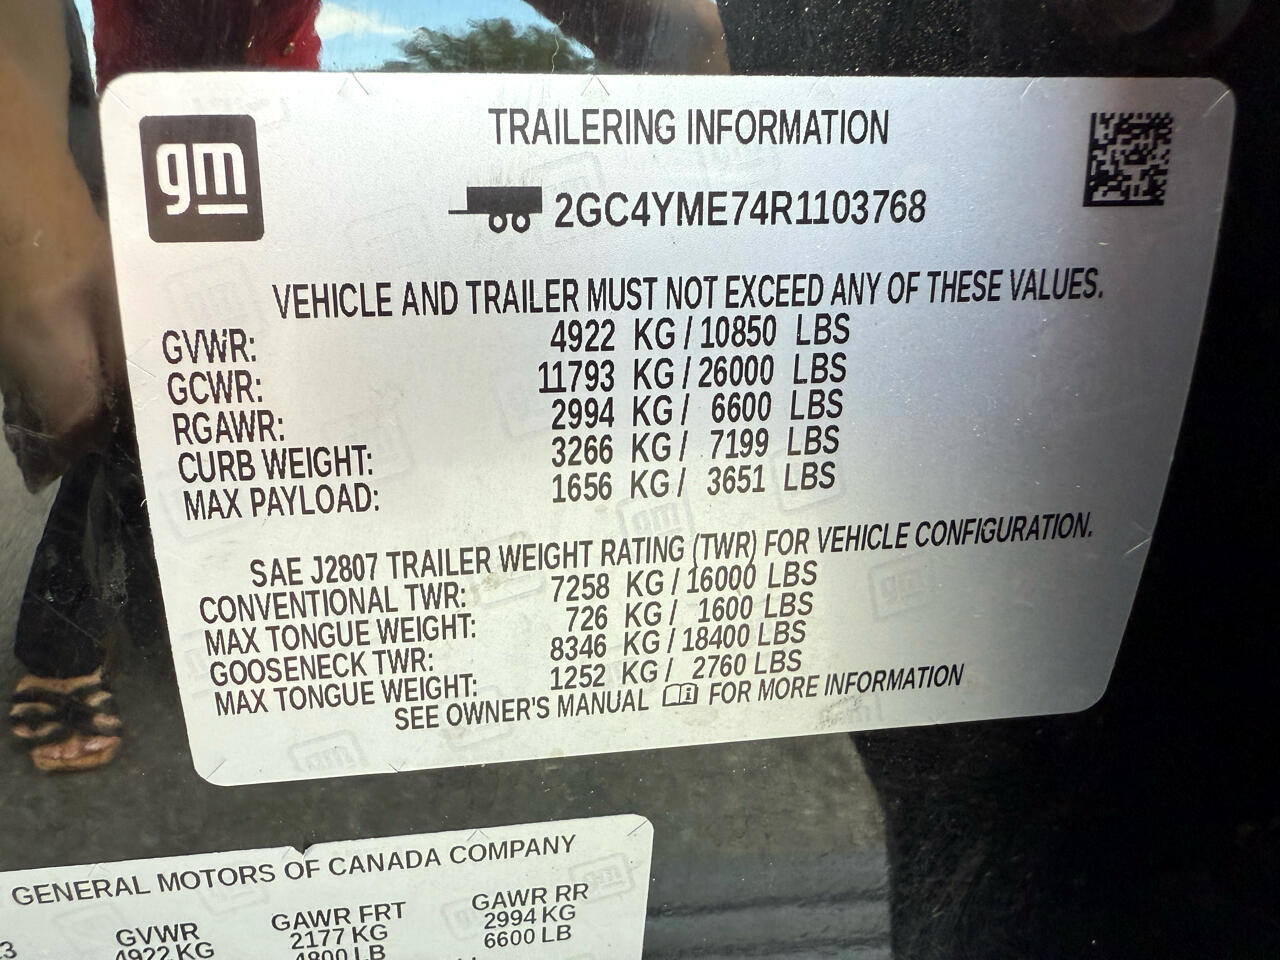 gm
TRAILERING INFORMATION
2GC4YME74R1103768
VEHICLE AND TRAILER MUST NOT EXCEED ANY OF THESE VALUES.
GVWR: 4922 KG / 10850 LBS
GCWR: 11793 KG / 26000 LBS
RGAWR: 2994 KG / 6600 LBS
CURB WEIGHT: 3266 KG / 7199 LBS
MAX PAYLOAD: 1656 KG / 3651 LBS
SAE J2807 TRAILER WEIGHT RATING (TWR) FOR VEHICLE CONFIGURATION.
CONVENTIONAL TWR: 7258 KG / 16000 LBS
MAX TONGUE WEIGHT: 726 KG / 1600 LBS
GOOSENECK TWR: 8346 KG / 18400 LBS
MAX TONGUE WEIGHT: 1252 KG / 2760 LBS
SEE OWNER'S MANUAL FOR MORE INFORMATION
GENERAL MOTORS OF CANADA COMPANY
GVWR GAWR FRT GAWR RR
3 4922 KG 2177 KG 2994 KG
4800 LB 6600 LB